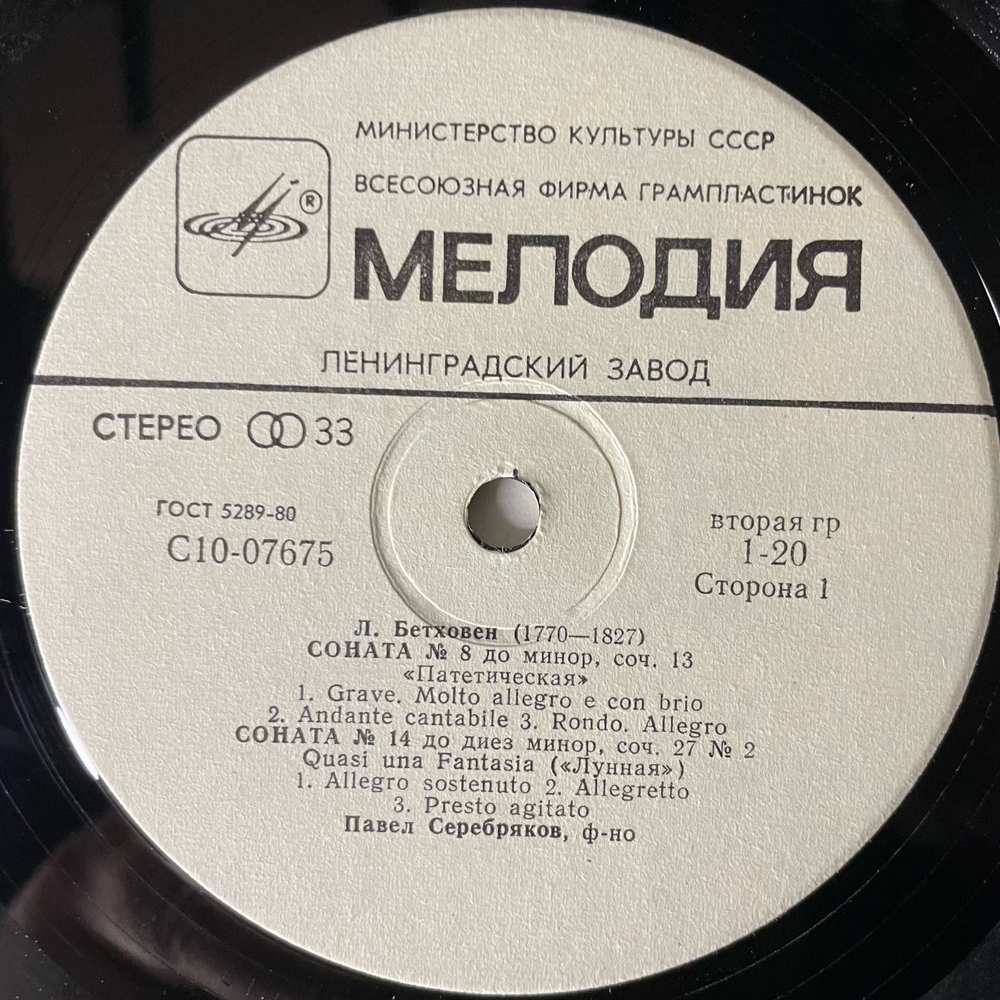 МИНИСТЕРСТВО КУЛЬТУРЫ СССР
ВСЕСОЮЗНАЯ ФИРМА ГРАМПЛАСТИНОК
®
МЕЛОДИЯ
ЛЕНИНГРАДСКИЙ ЗАВОД
СТЕРЕО 33
ГОСТ 5289-80
С10-07675
вторая гр
1-20
Сторона 1
Л. Бетховен (1770—1827)
СОНАТА № 8 до минор, соч. 13
«Патетическая»
1. Grave. Molto allegro e con brio
2. Andante cantabile 3. Rondo. Allegro
СОНАТА № 14 до диез минор, соч. 27 № 2
Quasi una Fantasia («Лунная»)
1. Allegro sostenuto 2. Allegretto
3. Presto agitato
Павел Серебряков, ф-но